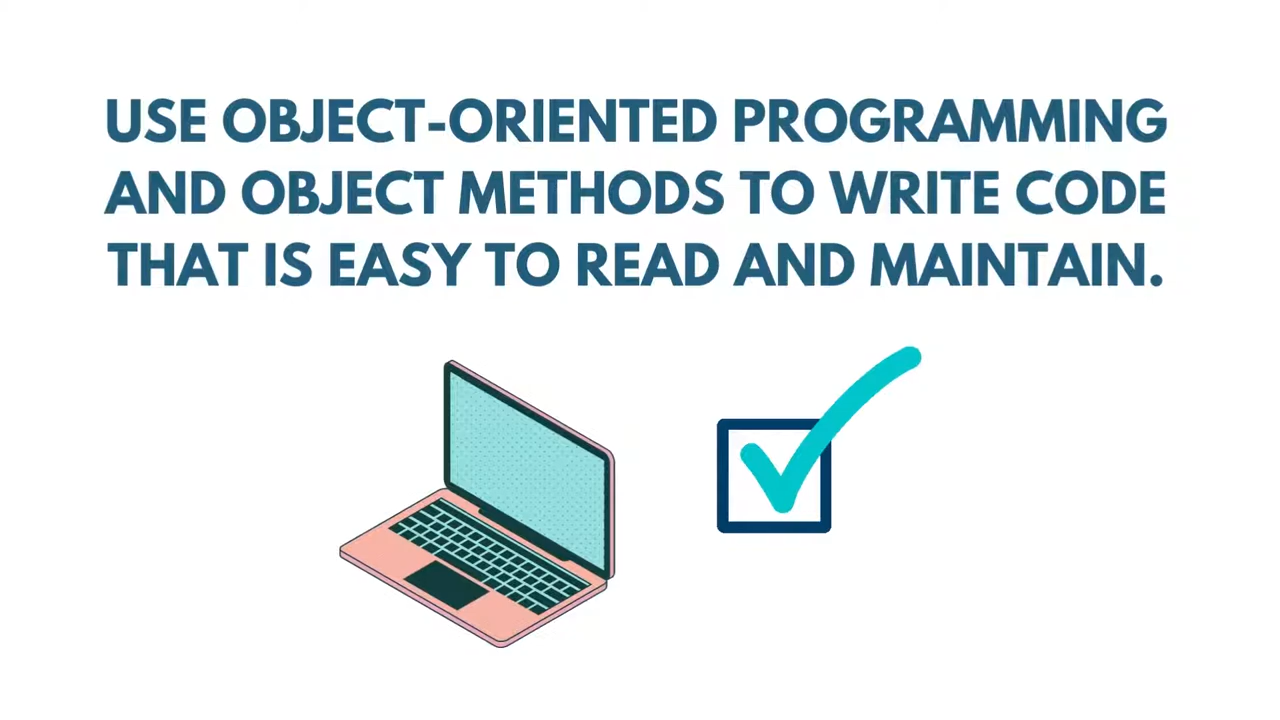 USE OBJECT-ORIENTED PROGRAMMING
AND OBJECT METHODS TO WRITE CODE
THAT IS EASY TO READ AND MAINTAIN.